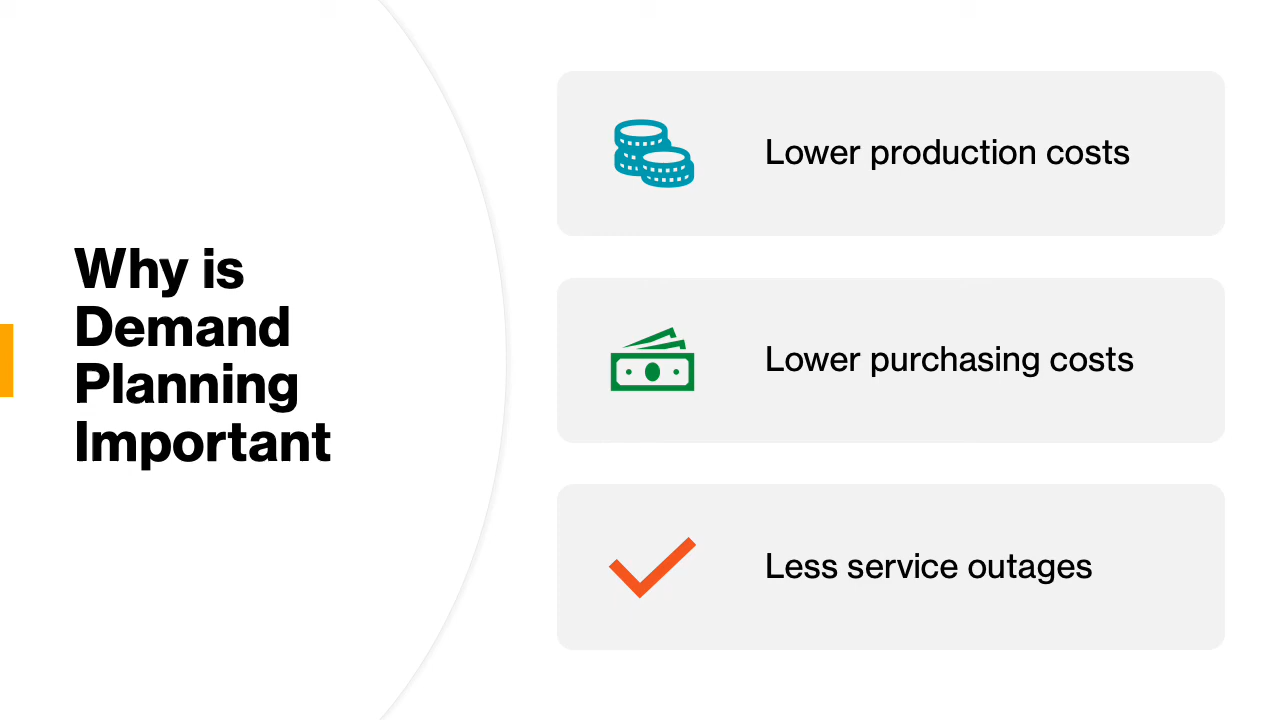 Why is
Demand
Planning
Important
Lower production costs
Lower purchasing costs
Less service outages